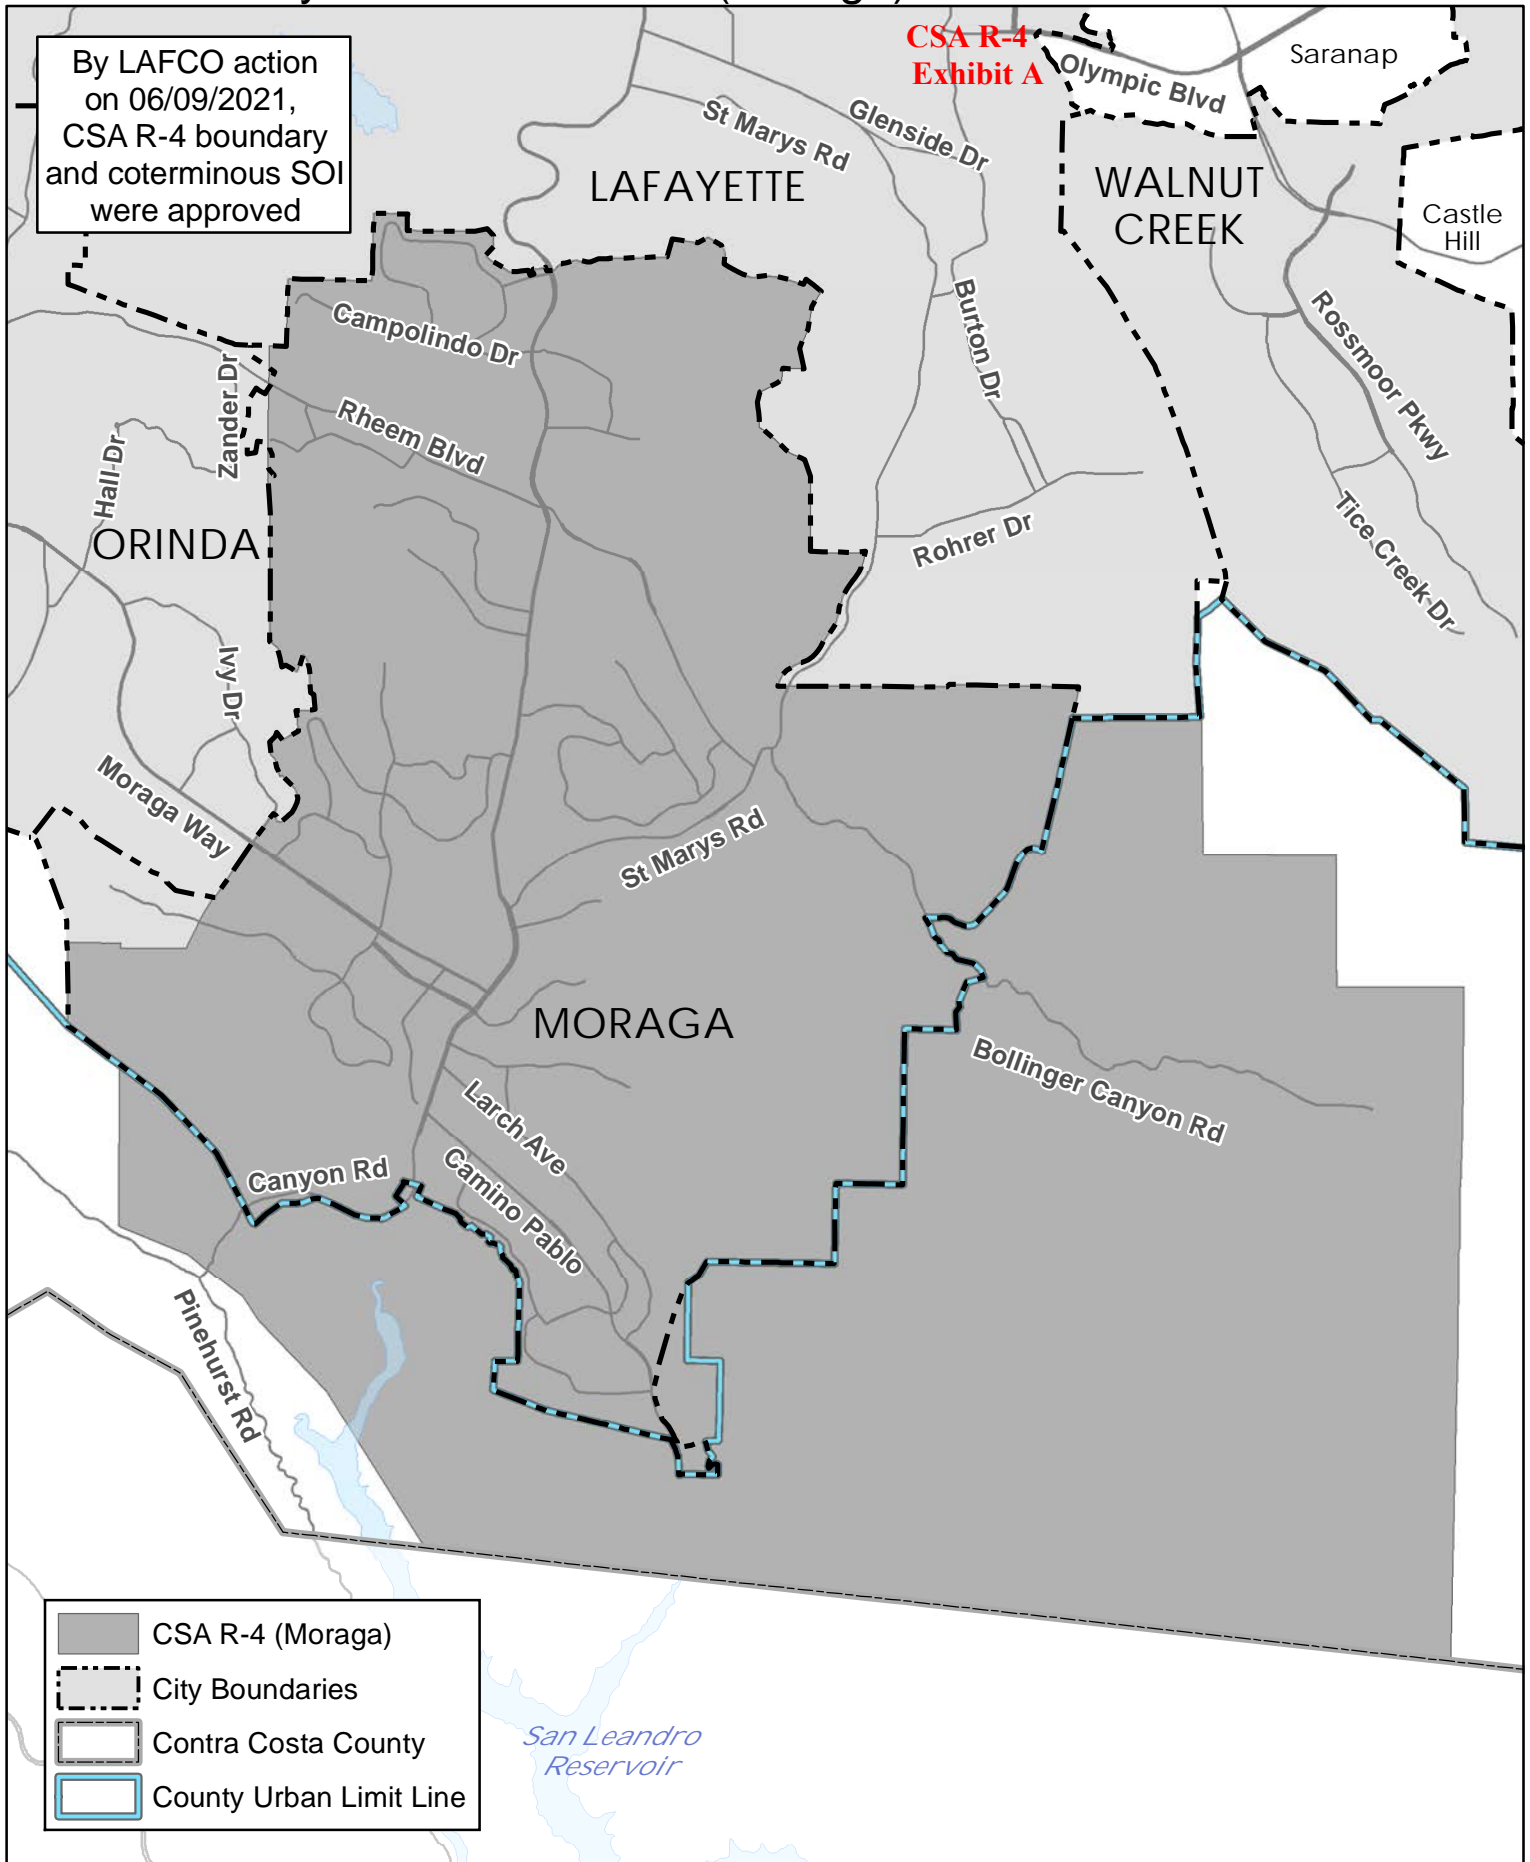 By LAFCO action
on 06/09/2021,
CSA R-4 boundary
and coterminous SOI
were approved
CSA R-4
Exhibit A
Olympic Blvd
Saranap
St Marys Rd
Glenside Dr
LAFAYETTE
WALNUT
CREEK
Castle
Hill
Campolindo Dr
Burton Dr
Rossmoor Pkwy
Zander Dr
Rheem Blvd
Hall Dr
ORINDA
Rohrer Dr
Tice Creek Dr
Ivy Dr
Moraga Way
St Marys Rd
MORAGA
Bollinger Canyon Rd
Larch Ave
Canyon Rd
Camino Pablo
Pinehurst Rd
CSA R-4 (Moraga)
City Boundaries
Contra Costa County
County Urban Limit Line
San Leandro
Reservoir